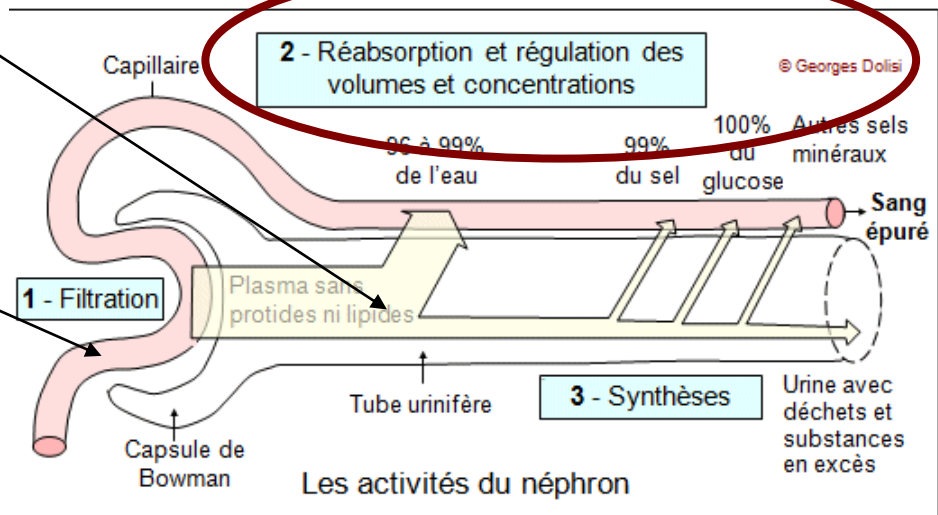 2 - Réabsorption et régulation des
volumes et concentrations
© Georges Dolisi
Capillaire
96 à 99%
de l'eau
99%
du sel
100%
du
glucose
Autres sels
minéraux
Sang
épuré
1 - Filtration
Plasma sans
protides ni lipides
Tube urinifère
3 - Synthèses
Urine avec
déchets et
substances
en excès
Capsule de
Bowman
Les activités du néphron